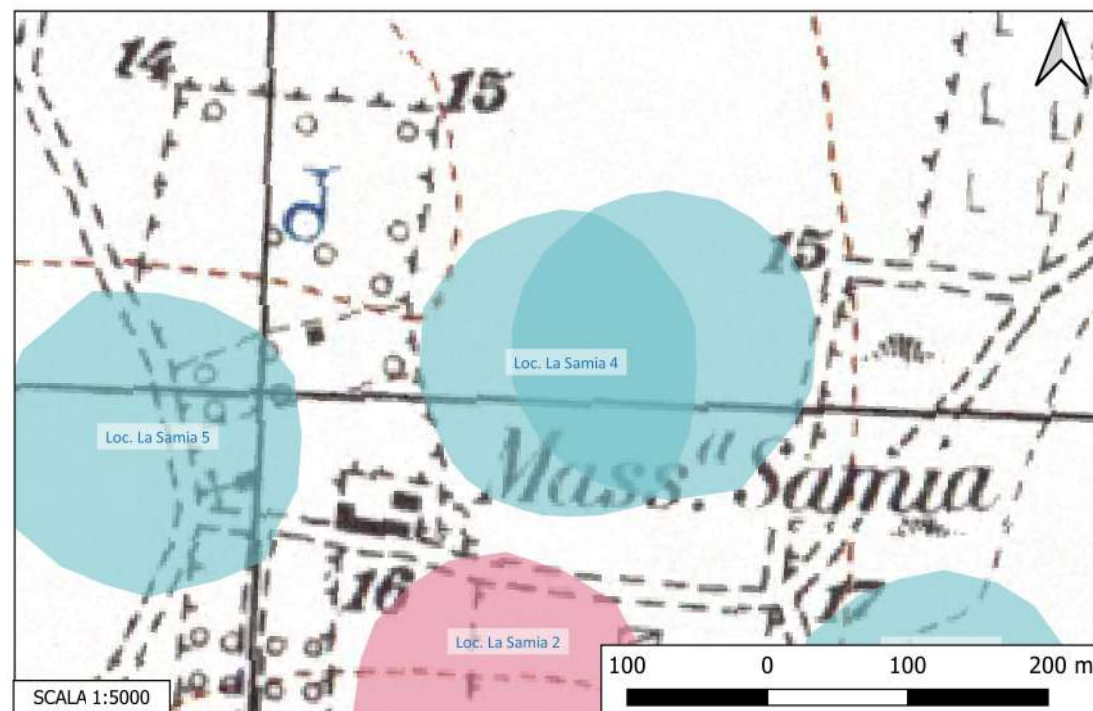 14
15
15
Loc. La Samia 4
Loc. La Samia 5
Mass.ª Samia
16
17
Loc. La Samia 2
P
100 0 100 200 m
SCALA 1:5000